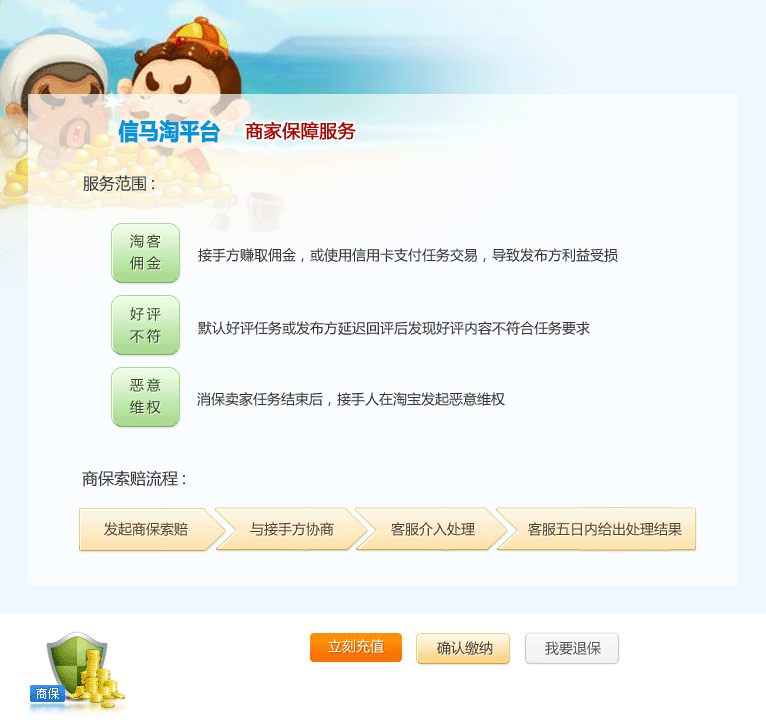 信马淘平台 商家保障服务
服务范围：
淘客
佣金
接手方赚取佣金，或使用信用卡支付任务交易，导致发布方利益受损
好评
不符
默认好评任务或发布方延迟回评后发现好评内容不符合任务要求
恶意
维权
消保卖家任务结束后，接手人在淘宝发起恶意维权
商保索赔流程：
发起商保索赔 与接手方协商 客服介入处理 客服五日内给出处理结果
立刻充值 确认缴纳 我要退保
商保